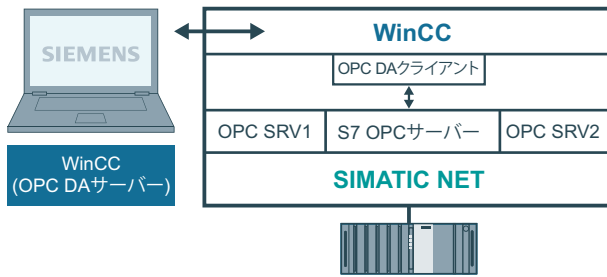 SIEMENS
WinCC
(OPC DAサーバー)
WinCC
OPC DAクライアント
OPC SRV1
S7 OPCサーバー
OPC SRV2
SIMATIC NET